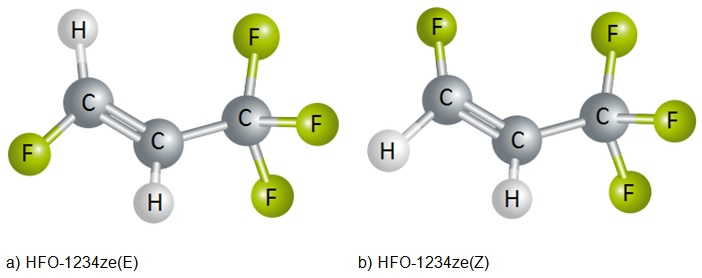 H F F F
C C C F F
F C C C F
H H H F
F H
a) HFO-1234ze(E) b) HFO-1234ze(Z)